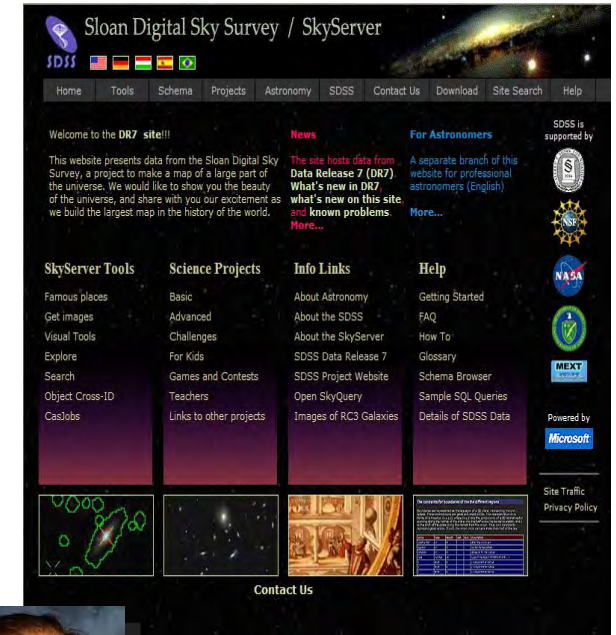 Sloan Digital Sky Survey / SkyServer
SDSS
Home Tools Schema Projects Astronomy SDSS Contact Us Download Site Search Help
Welcome to the DR7 site!!!
This website presents data from the Sloan Digital Sky
Survey, a project to make a map of a large part of
the universe. We would like to show you the beauty
of the universe, and share with you our excitement as
we build the largest map in the history of the world.
News
The site hosts data from
Data Release 7 (DR7).
What's new in DR7,
what's new on this site,
and known problems.
More...
For Astronomers
A separate branch of this
website for professional
astronomers (English)
More...
SDSS is
supported by
NSF
NASA
MEXT
Powered by
Microsoft
Site Traffic
Privacy Policy
SkyServer Tools
Famous places
Get images
Visual Tools
Explore
Search
Object Cross-ID
CasJobs
Science Projects
Basic
Advanced
Challenges
For Kids
Games and Contests
Teachers
Links to other projects
Info Links
About Astronomy
About the SDSS
About the SkyServer
SDSS Data Release 7
SDSS Project Website
Open SkyQuery
Images of RC3 Galaxies
Help
Getting Started
FAQ
How To
Glossary
Schema Browser
Sample SQL Queries
Details of SDSS Data
Contact Us